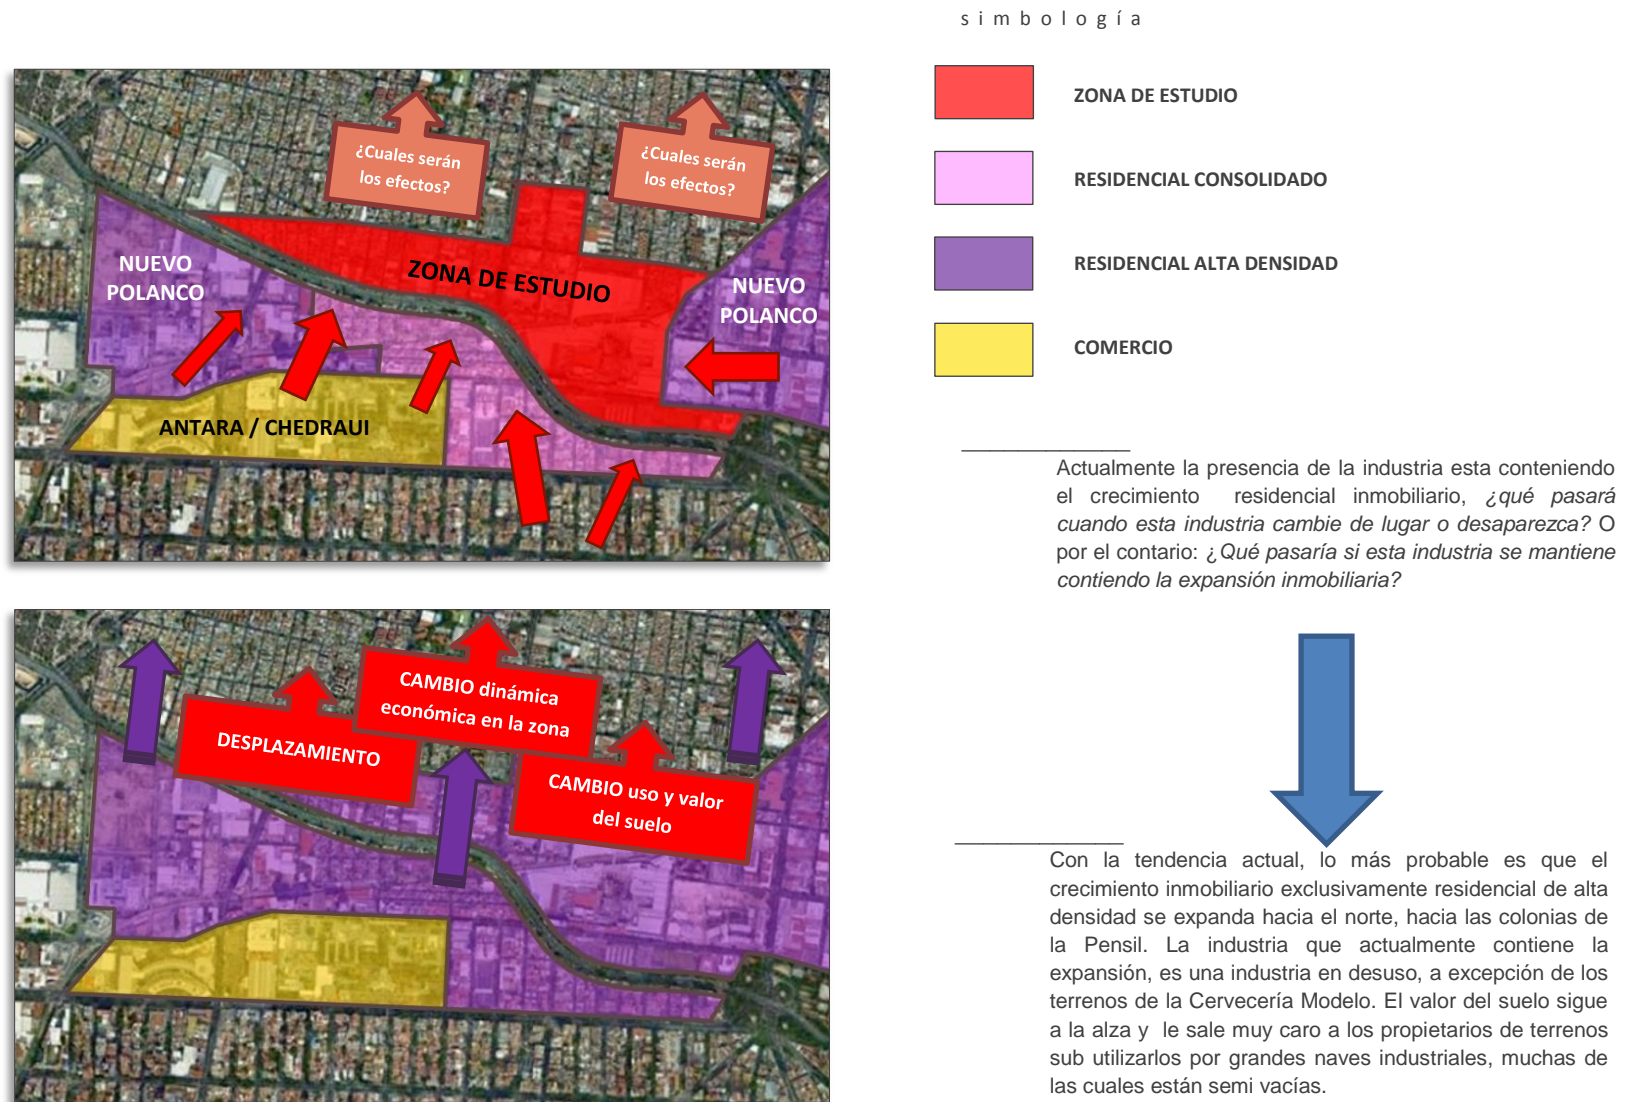 simbología
¿Cuales serán
los efectos?
¿Cuales serán
los efectos?
NUEVO
POLANCO
ZONA DE ESTUDIO
NUEVO
POLANCO
ANTARA / CHEDRAUI
ZONA DE ESTUDIO
RESIDENCIAL CONSOLIDADO
RESIDENCIAL ALTA DENSIDAD
COMERCIO
Actualmente la presencia de la industria esta conteniendo
el crecimiento residencial inmobiliario, ¿qué pasará
cuando esta industria cambie de lugar o desaparezca? O
por el contario: ¿Qué pasaría si esta industria se mantiene
contiendo la expansión inmobiliaria?
CAMBIO dinámica
económica en la zona
DESPLAZAMIENTO
CAMBIO uso y valor
del suelo
Con la tendencia actual, lo más probable es que el
crecimiento inmobiliario exclusivamente residencial de alta
densidad se expanda hacia el norte, hacia las colonias de
la Pensil. La industria que actualmente contiene la
expansión, es una industria en desuso, a excepción de los
terrenos de la Cervecería Modelo. El valor del suelo sigue
a la alza y le sale muy caro a los propietarios de terrenos
sub utilizarlos por grandes naves industriales, muchas de
las cuales están semi vacías.